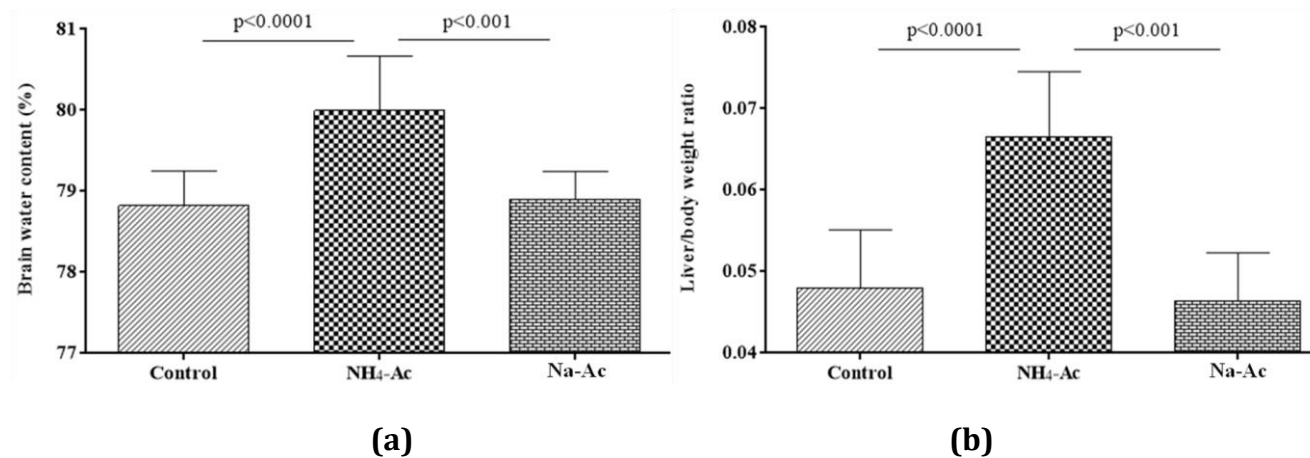 p<0.0001 p<0.001
Brain water content (%)
81
80
79
78
77
Control NH₄-Ac Na-Ac
(a)
p<0.0001 p<0.001
Liver/body weight ratio
0.08
0.07
0.06
0.05
0.04
Control NH₄-Ac Na-Ac
(b)